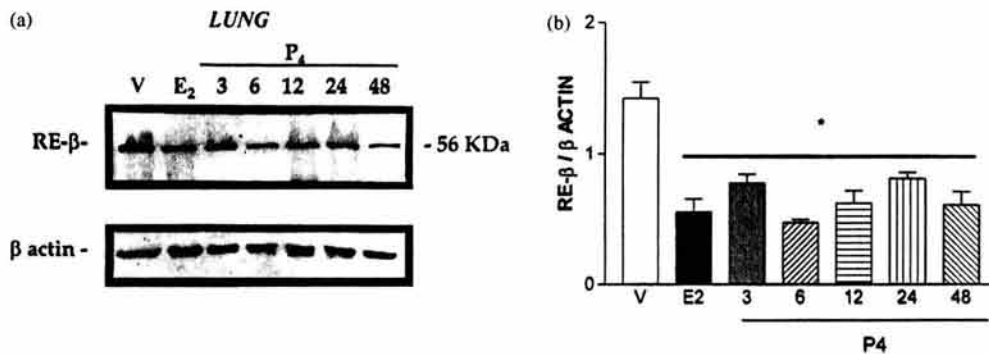 (a)
LUNG
P₄
V E₂ 3 6 12 24 48
RE-β-
- 56 KDa
β actin -
(b)
RE-β / β ACTIN
2
1
0
*
V E2 3 6 12 24 48
P4